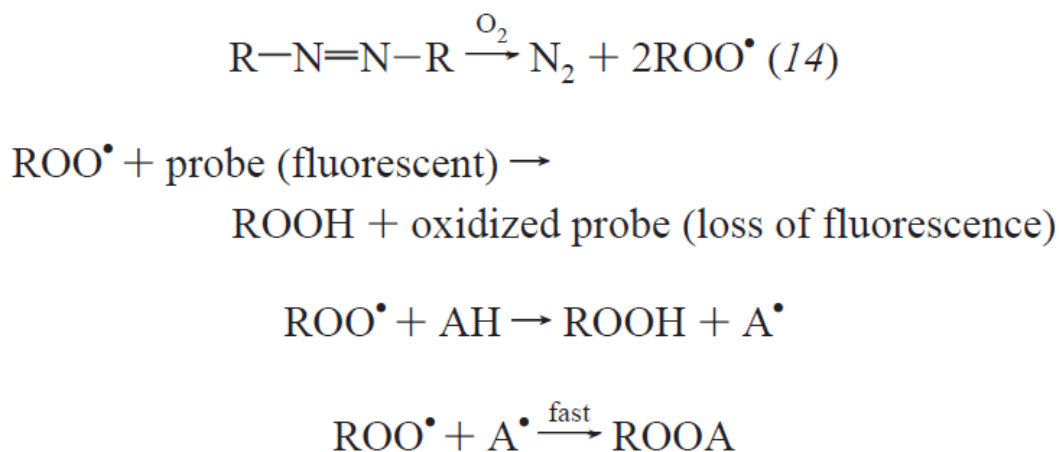 R−N=N−R —O₂→ N₂ + 2ROO• (14)
ROO• + probe (fluorescent) →
ROOH + oxidized probe (loss of fluorescence)
ROO• + AH → ROOH + A•
ROO• + A• —fast→ ROOA